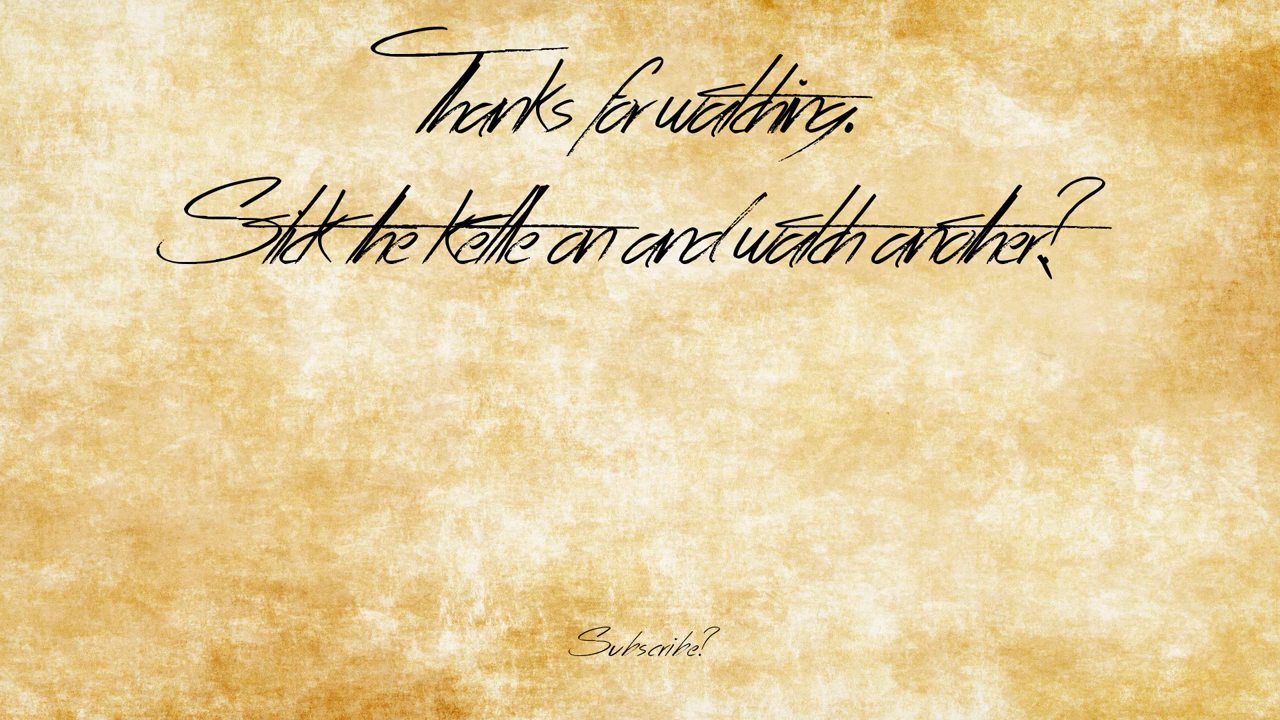 Thanks for watching.
Stick the kettle on and watch another?
Subscribe?